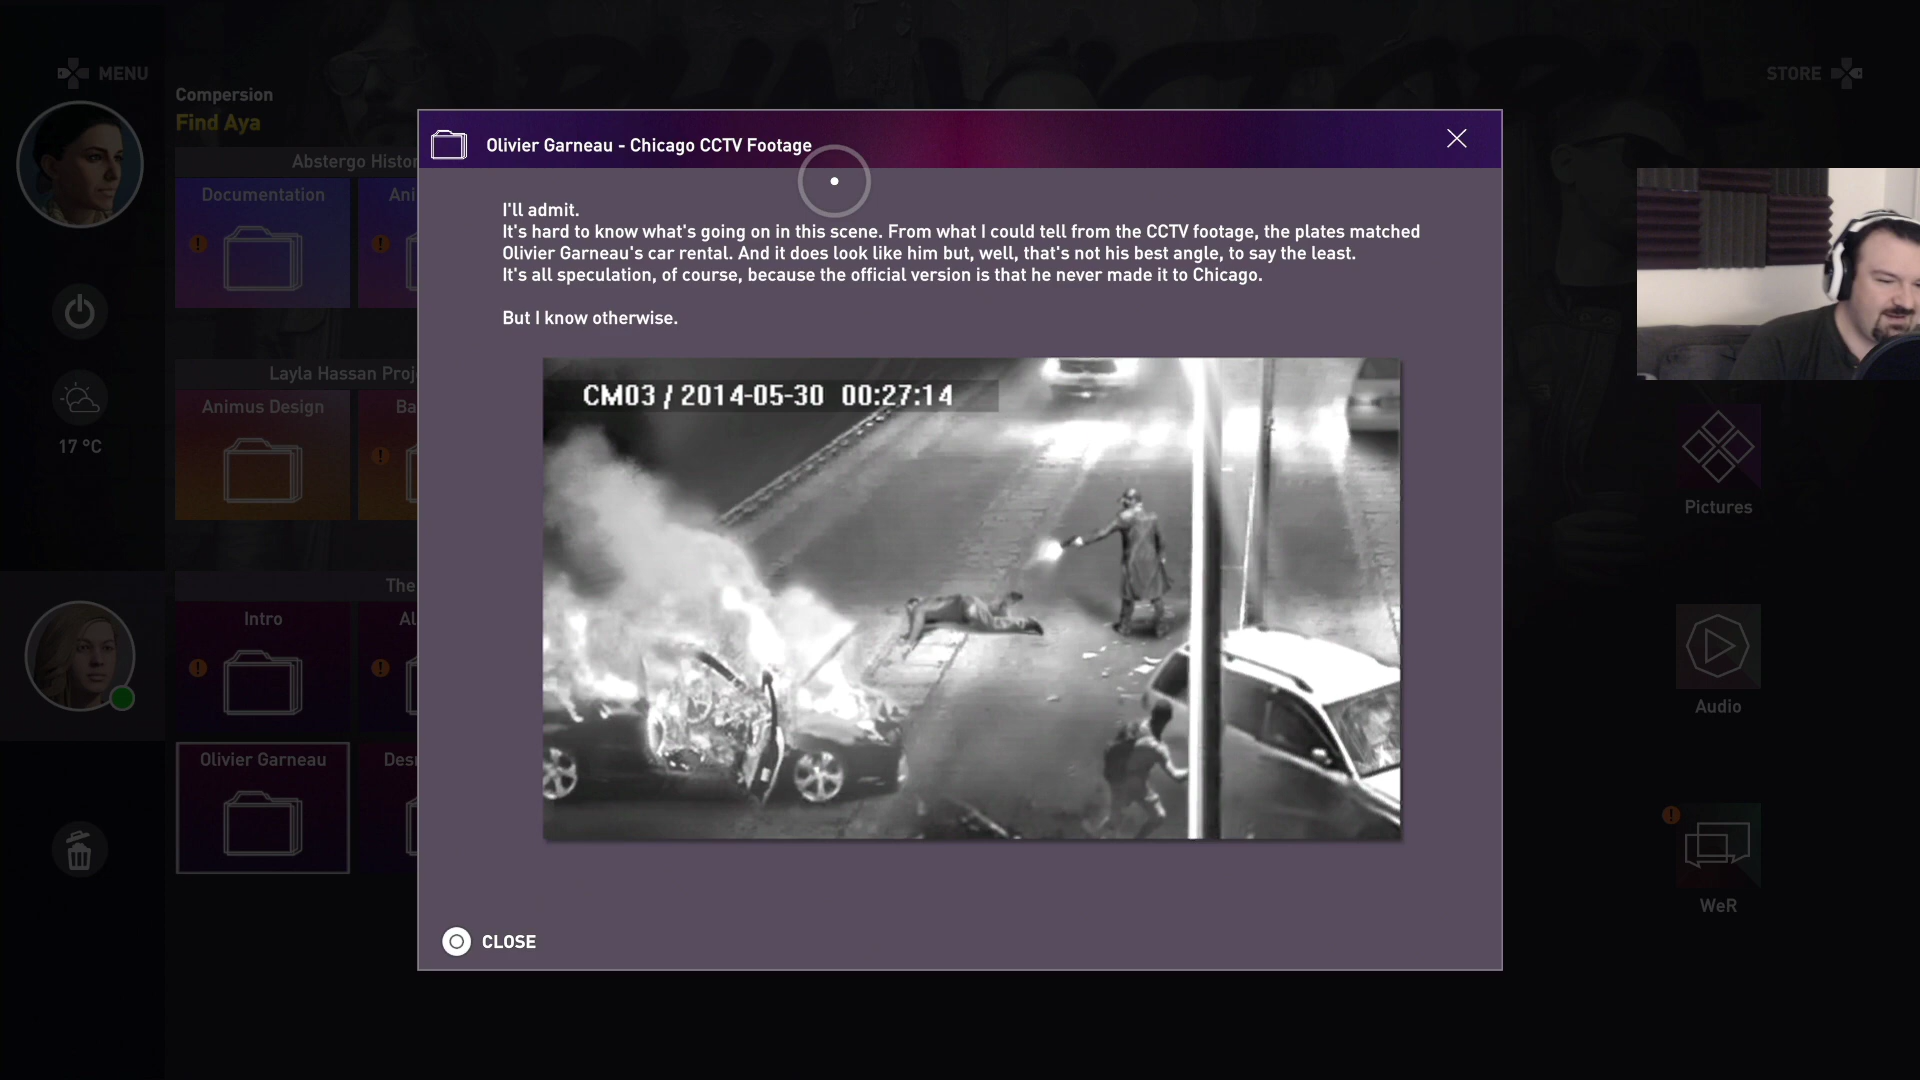 MENU
STORE
Compersion
Find Aya
Abstergo Histor
Documentation
Ani
Layla Hassan Proj
Animus Design
Ba
17 °C
The
Intro
Al
Olivier Garneau
Des
Olivier Garneau - Chicago CCTV Footage
I'll admit.
It's hard to know what's going on in this scene. From what I could tell from the CCTV footage, the plates matched
Olivier Garneau's car rental. And it does look like him but, well, that's not his best angle, to say the least.
It's all speculation, of course, because the official version is that he never made it to Chicago.
But I know otherwise.
CM03 / 2014-05-30 00:27:14
CLOSE
Pictures
Audio
WeR